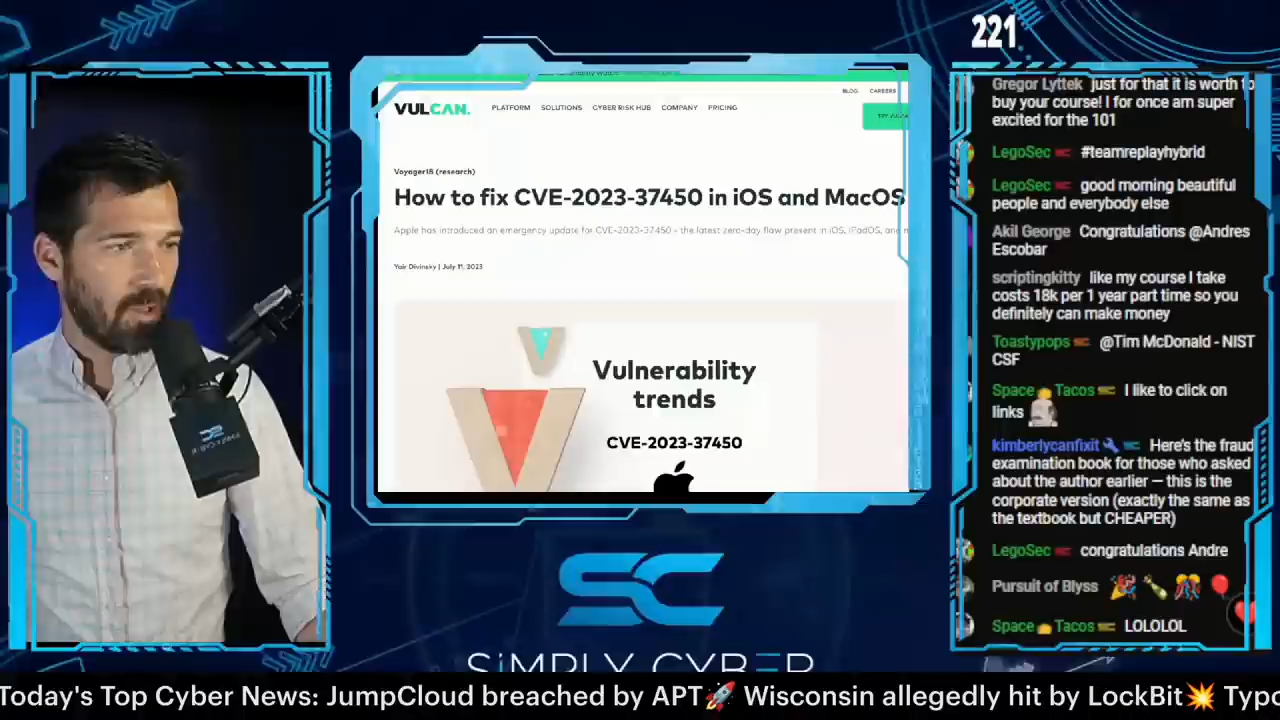 221
VULCAN.
PLATFORM SOLUTIONS CYBER RISK HUB COMPANY PRICING
BLOG CAREERS
Voyager18 (research)
How to fix CVE-2023-37450 in iOS and MacOS
Apple has introduced an emergency update for CVE-2023-37450 - the latest zero-day flaw present in iOS, iPadOS, and
Yair Divinsky | July 11, 2023
Vulnerability
trends
CVE-2023-37450
SC
SIMPLY CYBER
Gregor Lyttek just for that it is worth to
buy your course! I for once am super
excited for the 101
LegoSec #teamreplayhybrid
LegoSec good morning beautiful
people and everybody else
Akil George Congratulations @Andres
Escobar
scriptingkitty like my course I take
costs 18k per 1 year part time so you
definitely can make money
Toastypops @Tim McDonald - NIST
CSF
Space Tacos I like to click on
links
kimberlycanfixit Here's the fraud
examination book for those who asked
about the author earlier — this is the
corporate version (exactly the same as
the textbook but CHEAPER)
LegoSec congratulations Andre
Pursuit of Blyss
Space Tacos LOLOLOL
Today's Top Cyber News: JumpCloud breached by APT🚀 Wisconsin allegedly hit by LockBit💥 Typo